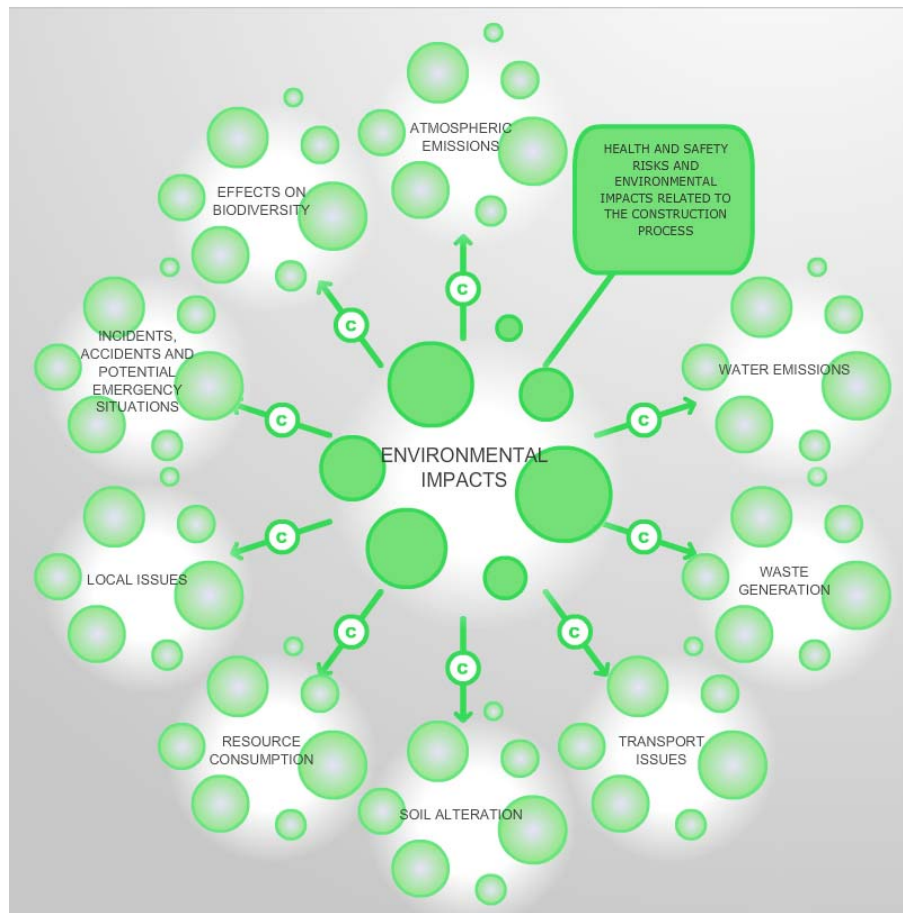 ATMOSPHERIC
EMISSIONS
HEALTH AND SAFETY
RISKS AND
ENVIRONMENTAL
IMPACTS RELATED TO
THE CONSTRUCTION
PROCESS
EFFECTS ON
BIODIVERSITY
C
C
INCIDENTS,
ACCIDENTS AND
POTENTIAL
EMERGENCY
SITUATIONS
WATER EMISSIONS
C
C
ENVIRONMENTAL
IMPACTS
C
C
LOCAL ISSUES
WASTE
GENERATION
C
C
C
C
RESOURCE
CONSUMPTION
TRANSPORT
ISSUES
SOIL ALTERATION